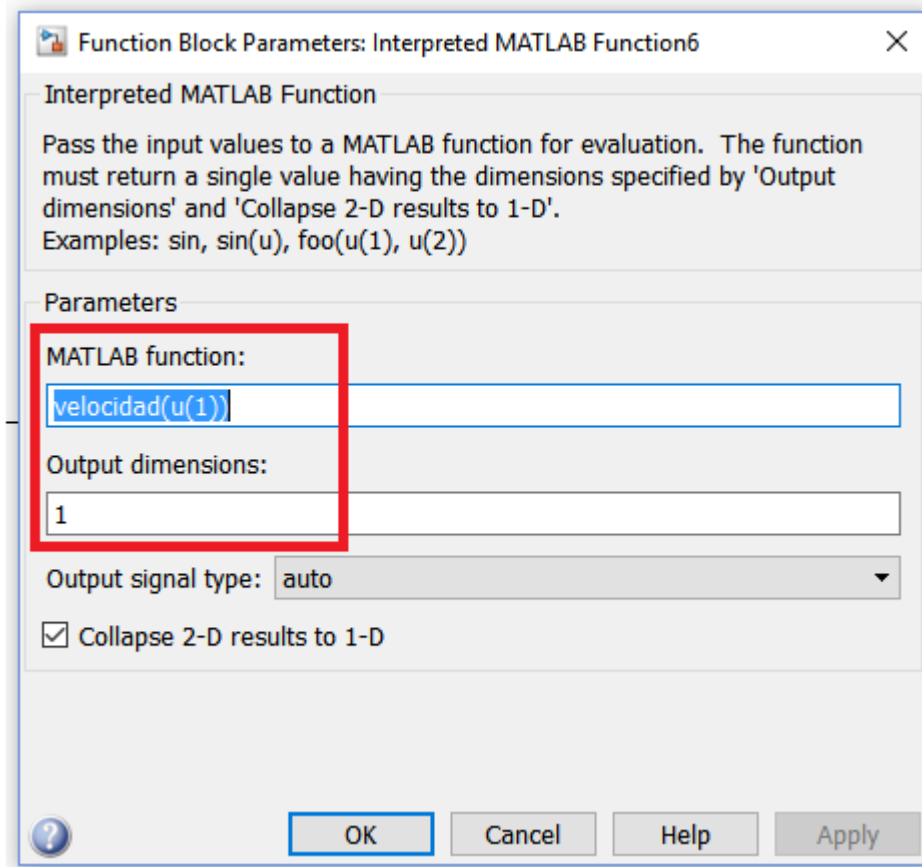 Function Block Parameters: Interpreted MATLAB Function6
Interpreted MATLAB Function
Pass the input values to a MATLAB function for evaluation. The function
must return a single value having the dimensions specified by 'Output
dimensions' and 'Collapse 2-D results to 1-D'.
Examples: sin, sin(u), foo(u(1), u(2))
Parameters
MATLAB function:
velocidad(u(1))
Output dimensions:
1
Output signal type: auto
Collapse 2-D results to 1-D
? OK Cancel Help Apply